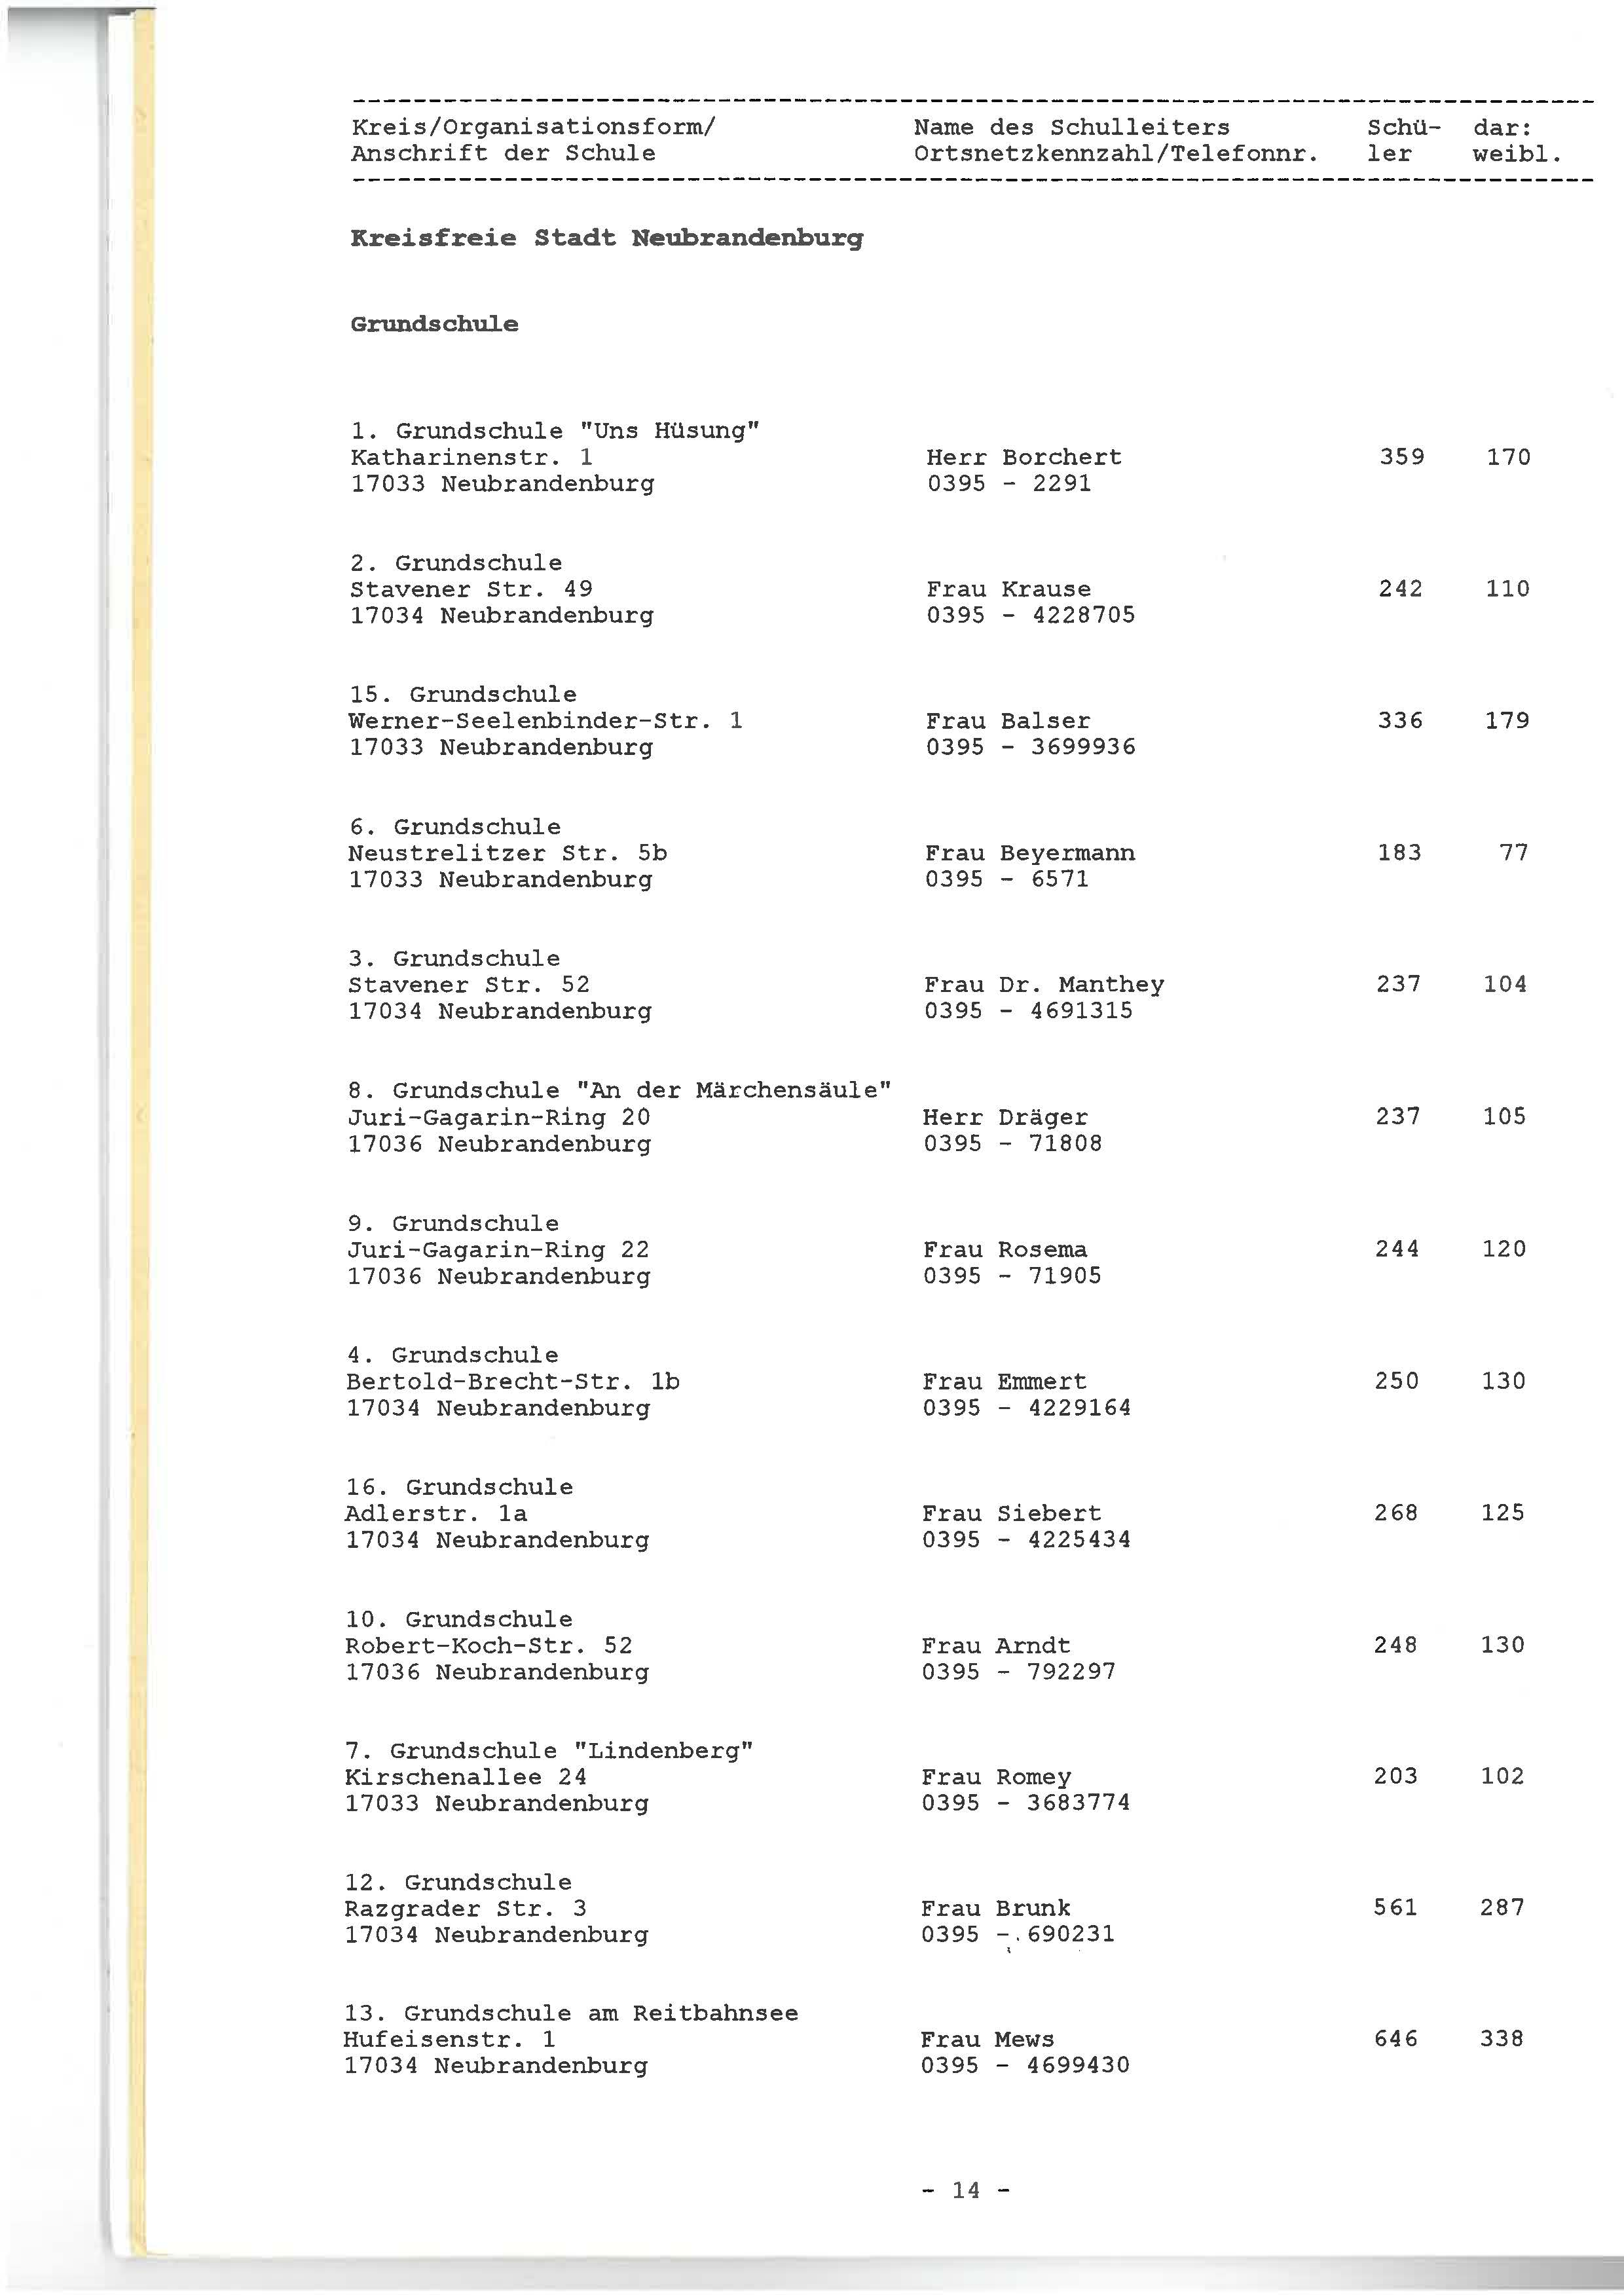 Kreis/Organisationsform/ Name des Schulleiters Schü- dar:
Anschrift der Schule Ortsnetzkennzahl/Telefonnr. ler weibl.
Kreisfreie Stadt Neubrandenburg
Grundschule
1. Grundschule "Uns Hüsung"
Katharinenstr. 1 Herr Borchert 359 170
17033 Neubrandenburg 0395 - 2291
2. Grundschule
Stavener Str. 49 Frau Krause 242 110
17034 Neubrandenburg 0395 - 4228705
15. Grundschule
Werner-Seelenbinder-Str. 1 Frau Balser 336 179
17033 Neubrandenburg 0395 - 3699936
6. Grundschule
Neustrelitzer Str. 5b Frau Beyermann 183 77
17033 Neubrandenburg 0395 - 6571
3. Grundschule
Stavener Str. 52 Frau Dr. Manthey 237 104
17034 Neubrandenburg 0395 - 4691315
8. Grundschule "An der Märchensäule"
Juri-Gagarin-Ring 20 Herr Dräger 237 105
17036 Neubrandenburg 0395 - 71808
9. Grundschule
Juri-Gagarin-Ring 22 Frau Rosema 244 120
17036 Neubrandenburg 0395 - 71905
4. Grundschule
Bertold-Brecht-Str. 1b Frau Emmert 250 130
17034 Neubrandenburg 0395 - 4229164
16. Grundschule
Adlerstr. 1a Frau Siebert 268 125
17034 Neubrandenburg 0395 - 4225434
10. Grundschule
Robert-Koch-Str. 52 Frau Arndt 248 130
17036 Neubrandenburg 0395 - 792297
7. Grundschule "Lindenberg"
Kirschenallee 24 Frau Romey 203 102
17033 Neubrandenburg 0395 - 3683774
12. Grundschule
Razgrader Str. 3 Frau Brunk 561 287
17034 Neubrandenburg 0395 - 690231
13. Grundschule am Reitbahnsee
Hufeisenstr. 1 Frau Mews 646 338
17034 Neubrandenburg 0395 - 4699430
- 14 -